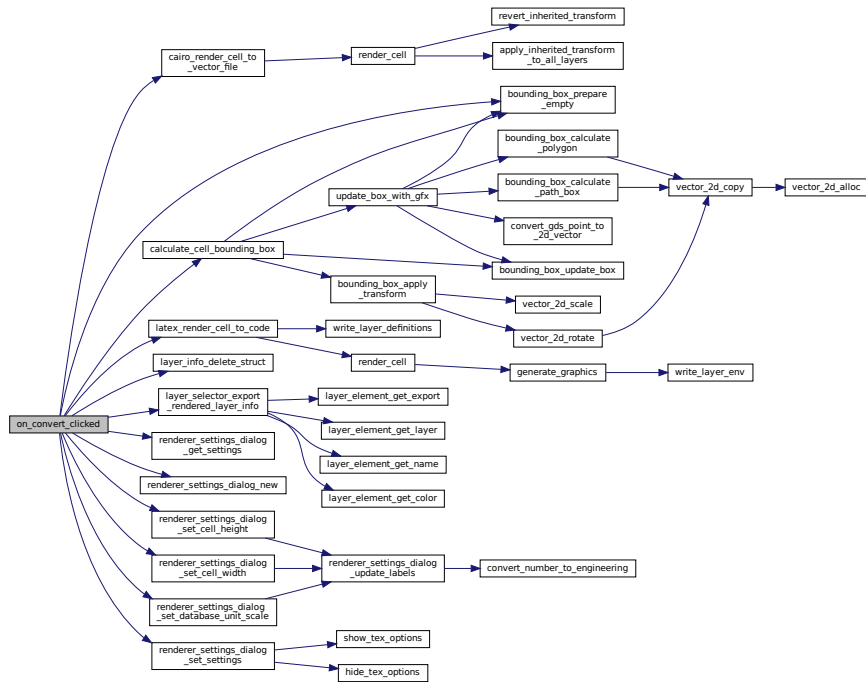 revert_inherited_transform
cairo_render_cell_to
_vector_file
render_cell
apply_inherited_transform
_to_all_layers
bounding_box_prepare
_empty
bounding_box_calculate
_polygon
update_box_with_gfx
bounding_box_calculate
_path_box
vector_2d_copy
vector_2d_alloc
convert_gds_point_to
_2d_vector
calculate_cell_bounding_box
bounding_box_update_box
bounding_box_apply
_transform
vector_2d_scale
latex_render_cell_to_code
write_layer_definitions
vector_2d_rotate
layer_info_delete_struct
render_cell
generate_graphics
write_layer_env
layer_selector_export
_rendered_layer_info
layer_element_get_export
on_convert_clicked
layer_element_get_layer
renderer_settings_dialog
_get_settings
layer_element_get_name
renderer_settings_dialog_new
layer_element_get_color
renderer_settings_dialog
_set_cell_height
renderer_settings_dialog
_set_cell_width
renderer_settings_dialog
_update_labels
convert_number_to_engineering
renderer_settings_dialog
_set_database_unit_scale
renderer_settings_dialog
_set_settings
show_tex_options
hide_tex_options